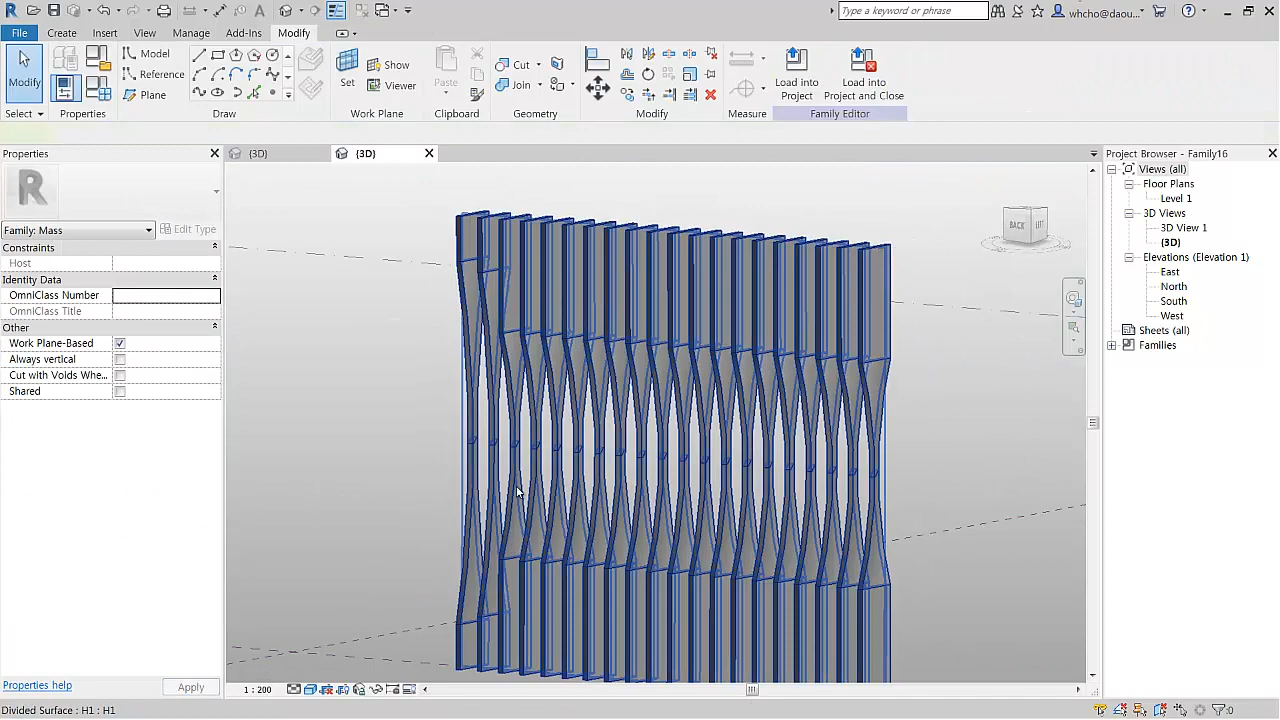 Type a keyword or phrase
whcho@daou...
File
Create
Insert
View
Manage
Add-Ins
Modify
Modify
Select
Properties
Model
Reference
Plane
Draw
Set
Show
Viewer
Work Plane
Paste
Clipboard
Cut
Join
Geometry
Modify
Measure
Load into
Project
Load into
Project and Close
Family Editor
Properties
{3D}
{3D}
Project Browser - Family16
R
Family: Mass
Edit Type
Constraints
Host
Identity Data
OmniClass Number
OmniClass Title
Other
Work Plane-Based
Always vertical
Cut with Voids Whe...
Shared
BACK
LEFT
Views (all)
Floor Plans
Level 1
3D Views
3D View 1
{3D}
Elevations (Elevation 1)
East
North
South
West
Sheets (all)
Families
Properties help
Apply
1 : 200
Divided Surface : H1 : H1
:0